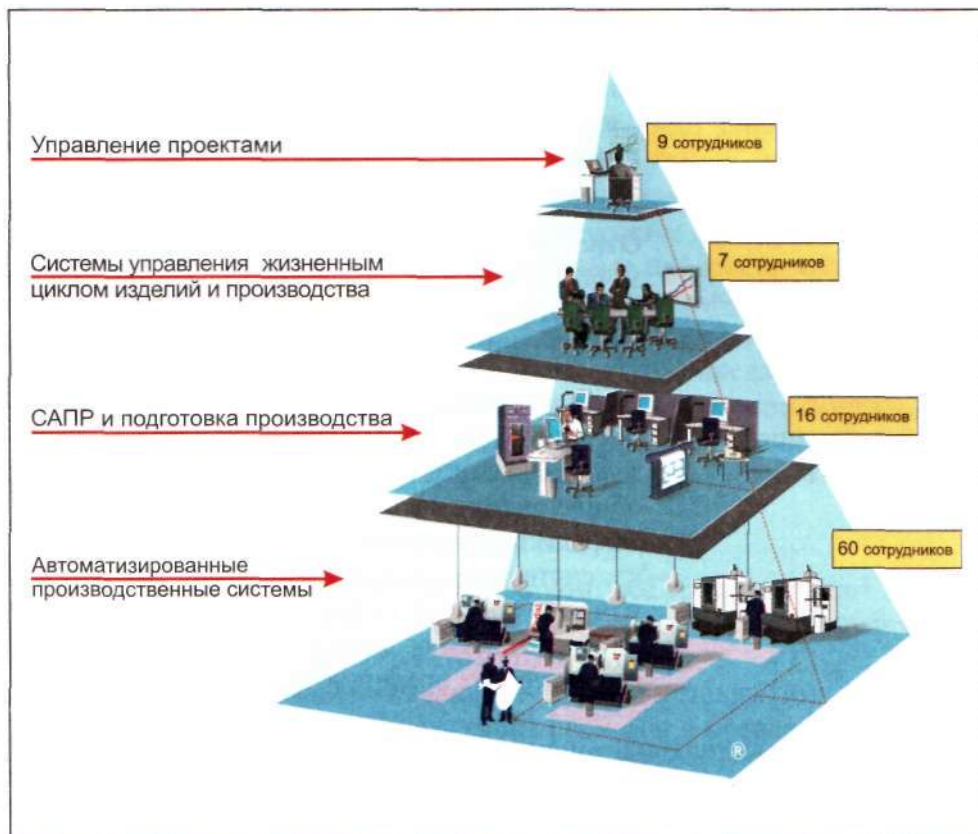 Управление проектами
9 сотрудников
Системы управления жизненным
циклом изделий и производства
7 сотрудников
САПР и подготовка производства
16 сотрудников
Автоматизированные
производственные системы
60 сотрудников
®